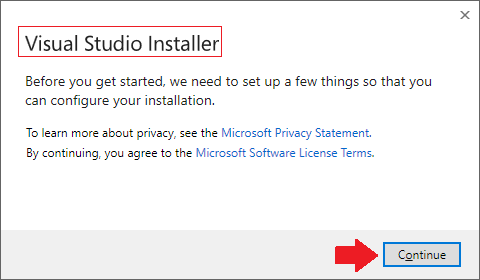 Visual Studio Installer
Before you get started, we need to set up a few things so that you
can configure your installation.
To learn more about privacy, see the Microsoft Privacy Statement.
By continuing, you agree to the Microsoft Software License Terms.
Continue